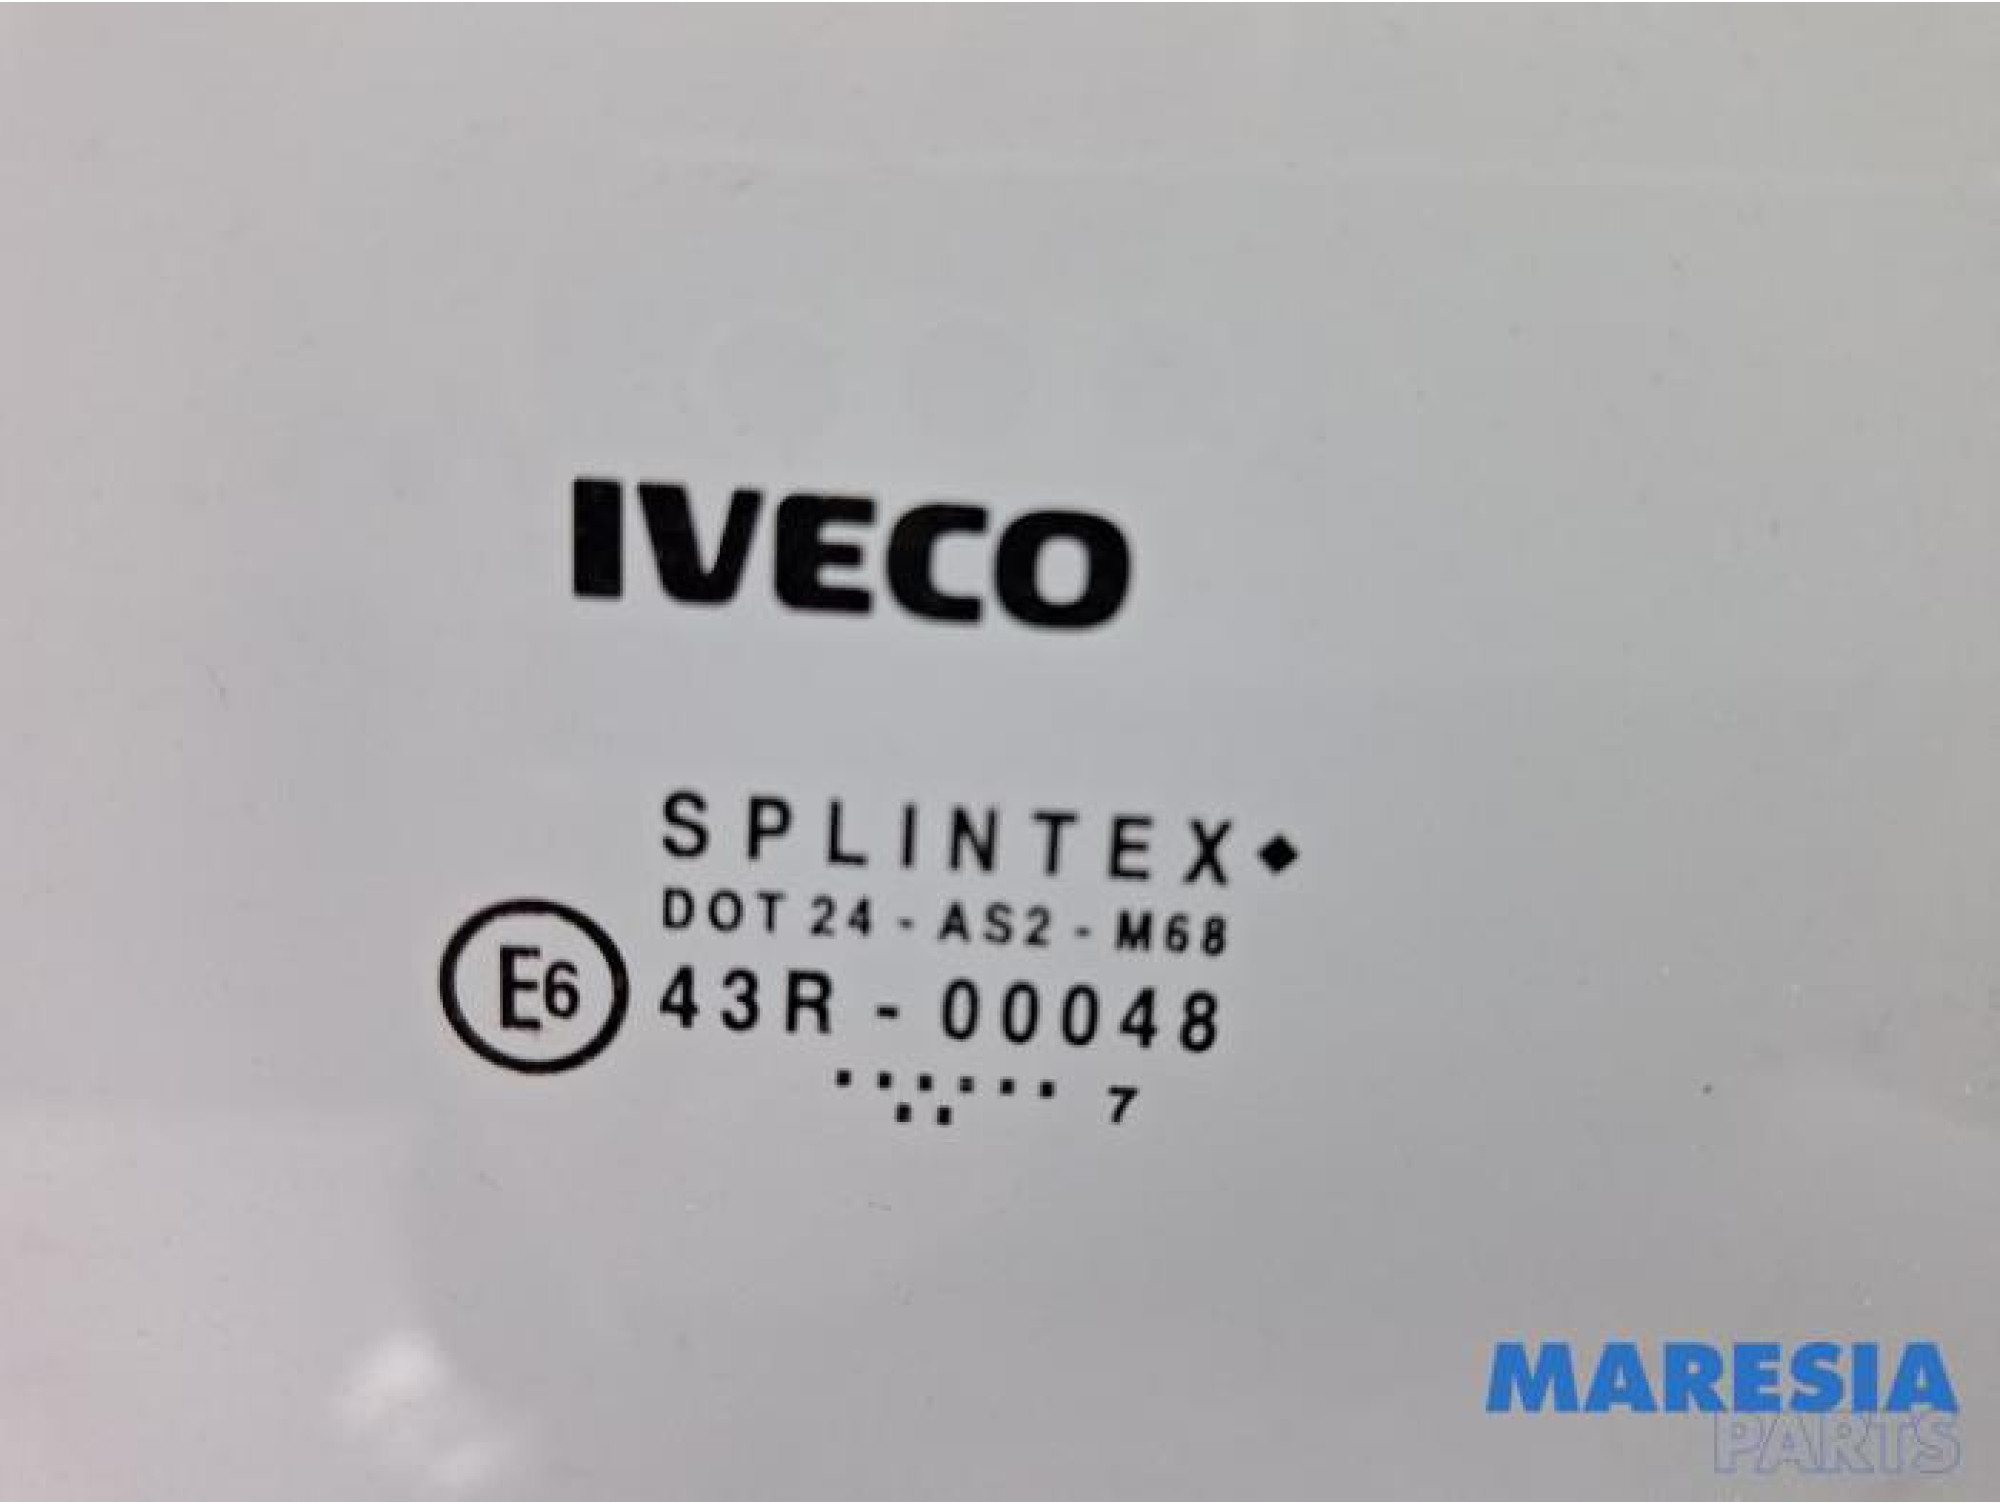 IVECO
SPLINTEX◆
DOT 24 - AS2 - M68
E6 43R - 00048
7
MARESIA
PARTS